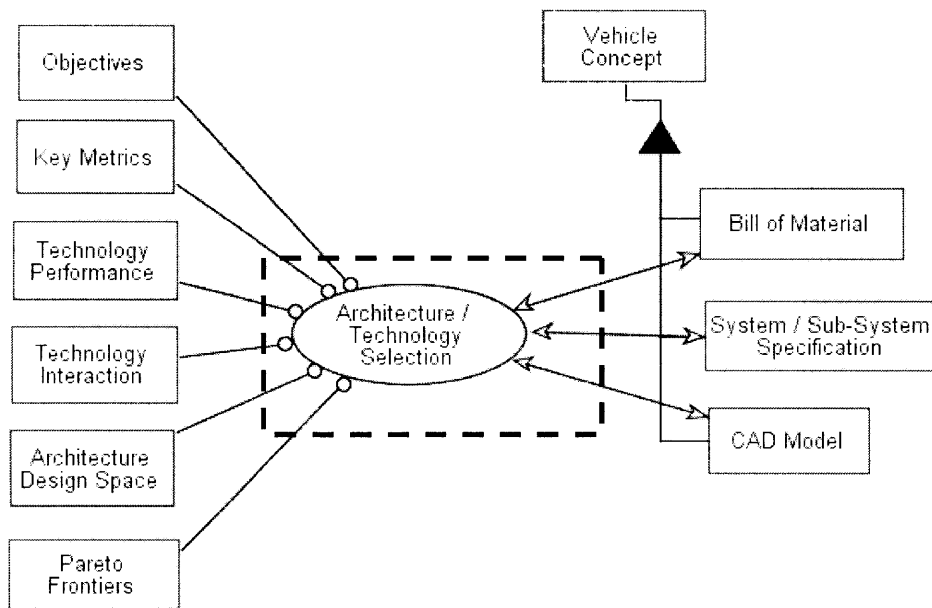 Objectives
Key Metrics
Technology
Performance
Technology
Interaction
Architecture
Design Space
Pareto
Frontiers
Architecture /
Technology
Selection
Vehicle
Concept
Bill of Material
System / Sub-System
Specification
CAD Model